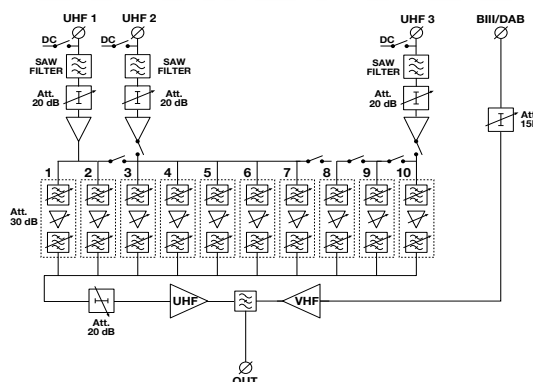 UHF 1
UHF 2
UHF 3
BIII/DAB
DC
DC
DC
SAW
FILTER
SAW
FILTER
SAW
FILTER
Att.
20 dB
Att.
20 dB
Att.
20 dB
Att
15
1
2
3
4
5
6
7
8
9
10
Att.
30 dB
UHF
VHF
Att.
20 dB
OUT